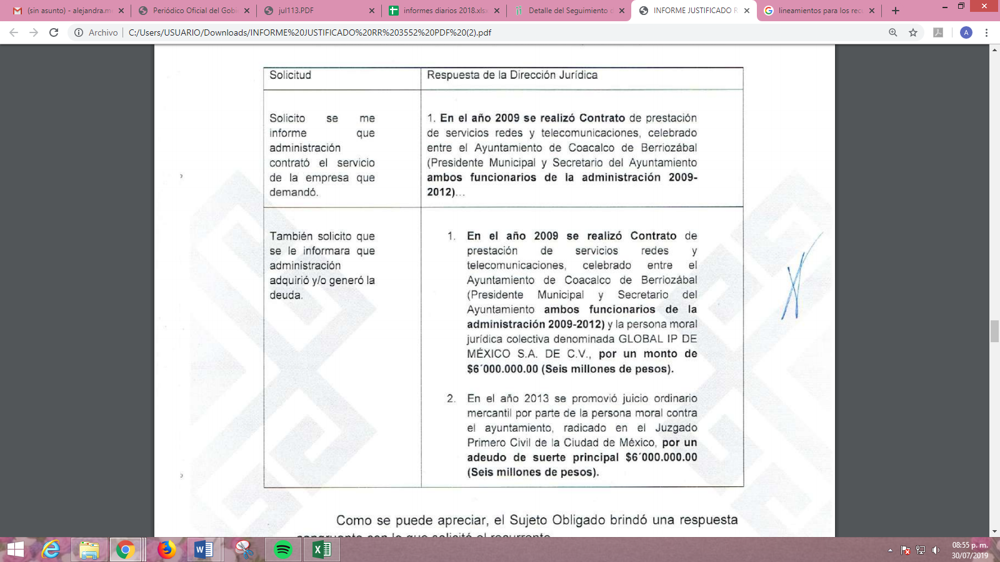 (sin asunto) - alejandra.m
Periódico Oficial del Gobi
jul113.PDF
informes diarios 2018.xls
Detalle del Seguimiento d
INFORME JUSTIFICADO R
lineamientos para los recu
Archivo C:/Users/USUARIO/Downloads/INFORME%20JUSTIFICADO%20RR%203552%20PDF%20(2).pdf
A
Solicitud
Respuesta de la Dirección Jurídica
Solicito se me
informe que
administración
contrató el servicio
de la empresa que
demandó.
1. En el año 2009 se realizó Contrato de prestación
de servicios redes y telecomunicaciones, celebrado
entre el Ayuntamiento de Coacalco de Berriozábal
(Presidente Municipal y Secretario del Ayuntamiento
ambos funcionarios de la administración 2009-
2012)...
También solicito que
se le informara que
administración
adquirió y/o generó la
deuda.
1. En el año 2009 se realizó Contrato de
prestación de servicios redes y
telecomunicaciones, celebrado entre el
Ayuntamiento de Coacalco de Berriozábal
(Presidente Municipal y Secretario del
Ayuntamiento ambos funcionarios de la
administración 2009-2012) y la persona moral
jurídica colectiva denominada GLOBAL IP DE
MÉXICO S.A. DE C.V., por un monto de
$6´000.000.00 (Seis millones de pesos).
2. En el año 2013 se promovió juicio ordinario
mercantil por parte de la persona moral contra
el ayuntamiento, radicado en el Juzgado
Primero Civil de la Ciudad de México, por un
adeudo de suerte principal $6´000.000.00
(Seis millones de pesos).
Como se puede apreciar, el Sujeto Obligado brindó una respuesta
congruente con lo que solicitó el recurrente
08:55 p. m.
30/07/2019